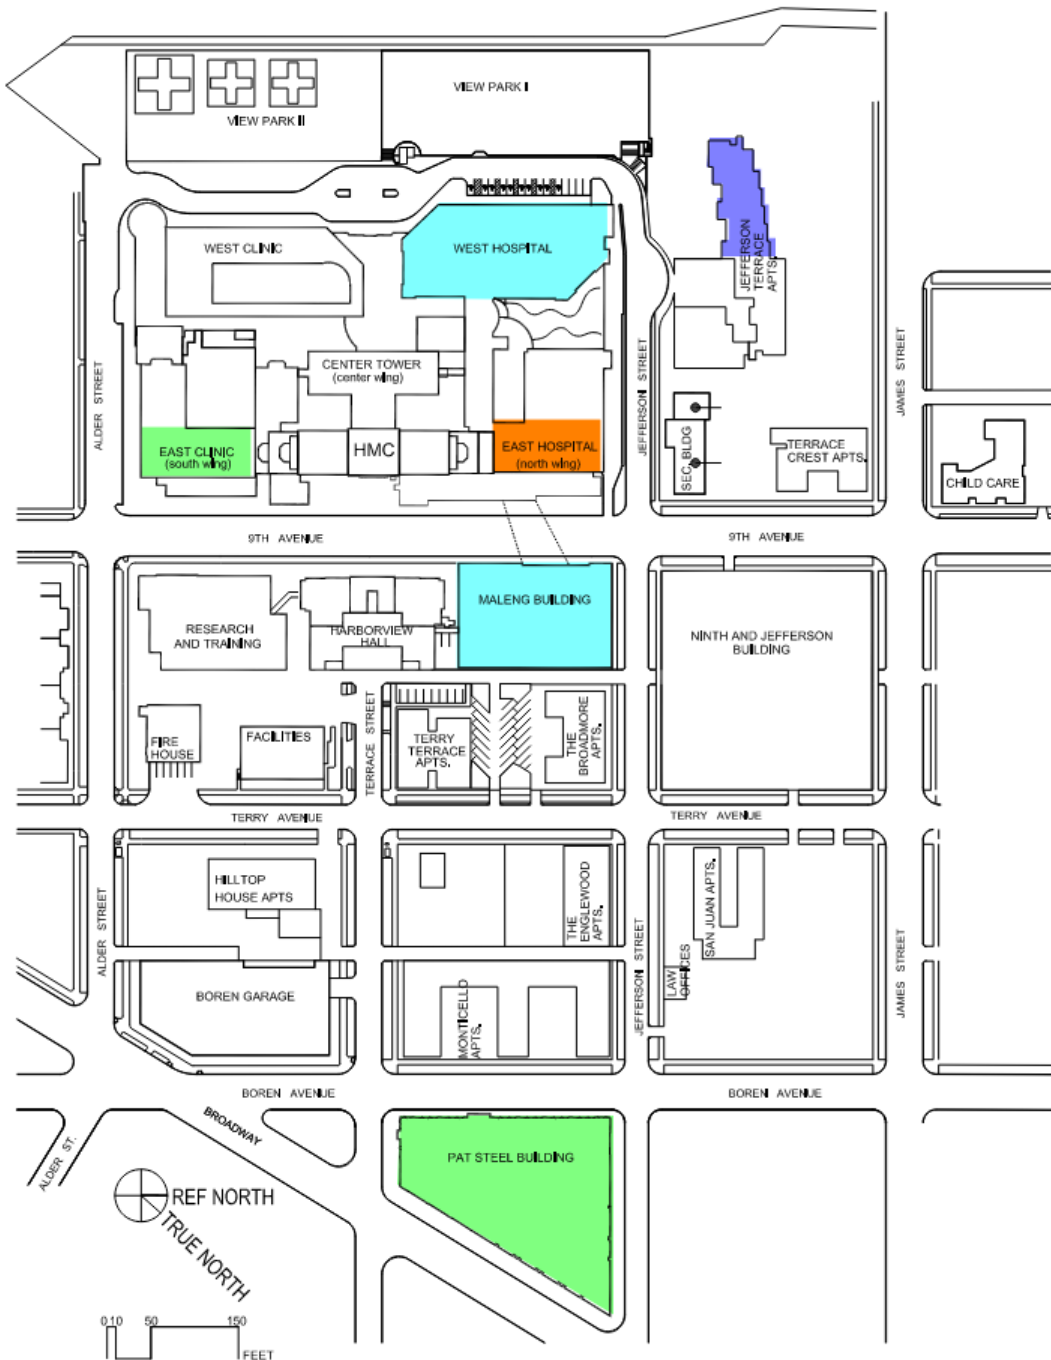 VIEW PARK I
VIEW PARK II
WEST CLINIC
WEST HOSPITAL
JEFFERSON
TERRACE
APTS.
CENTER TOWER
(center wing)
ALDER STREET
JEFFERSON STREET
JAMES STREET
EAST CLINIC
(south wing)
HMC
EAST HOSPITAL
(north wing)
SEC. BLDG
TERRACE
CREST APTS.
CHILD CARE
9TH AVENUE
9TH AVENUE
MALENG BUILDING
RESEARCH
AND TRAINING
HARBORVIEW
HALL
NINTH AND JEFFERSON
BUILDING
FIRE
HOUSE
FACILITIES
TERRACE STREET
TERRY
TERRACE
APTS.
THE
BROADMORE
APTS.
TERRY AVENUE
TERRY AVENUE
HILLTOP
HOUSE APTS
THE
ENGLEWOOD
APTS.
SAN JUAN APTS.
LAW
OFFICES
ALDER STREET
JEFFERSON STREET
JAMES STREET
BOREN GARAGE
MONTICELLO
APTS.
BOREN AVENUE
BOREN AVENUE
BROADWAY
ALDER ST.
PAT STEEL BUILDING
REF NORTH
TRUE NORTH
0 10 50 150
FEET